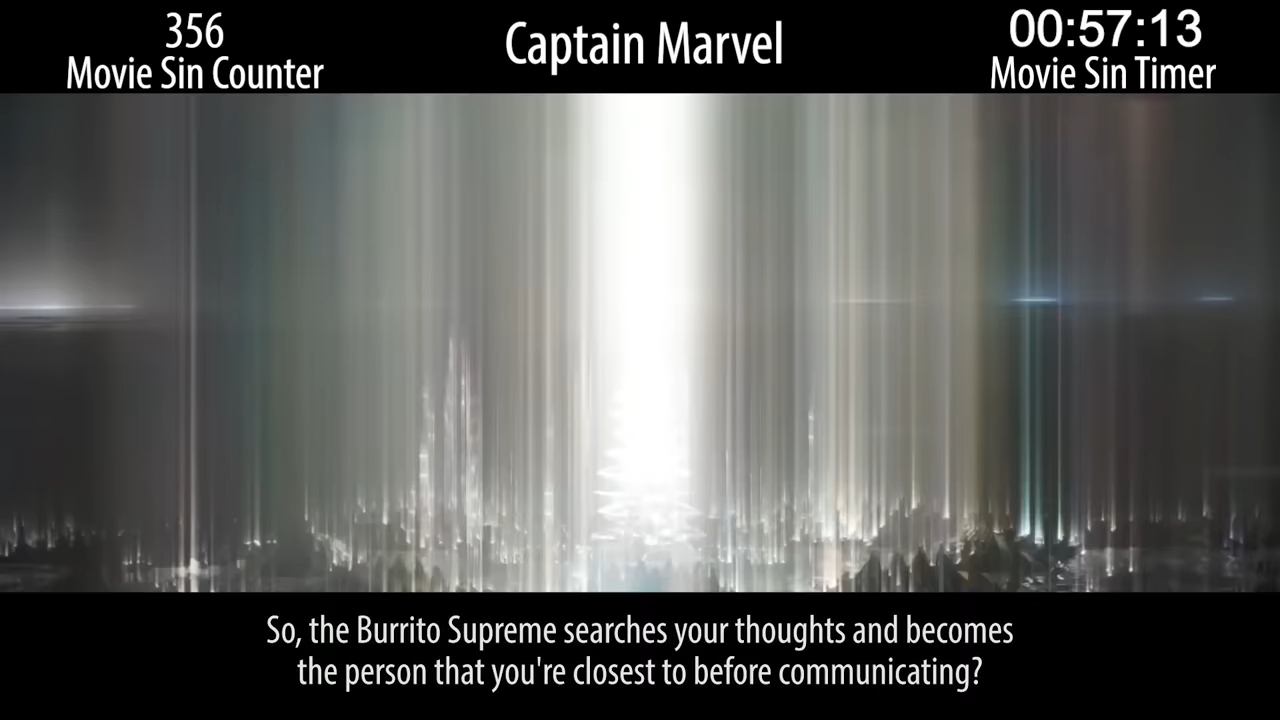 356
Movie Sin Counter
Captain Marvel
00:57:13
Movie Sin Timer
So, the Burrito Supreme searches your thoughts and becomes
the person that you're closest to before communicating?